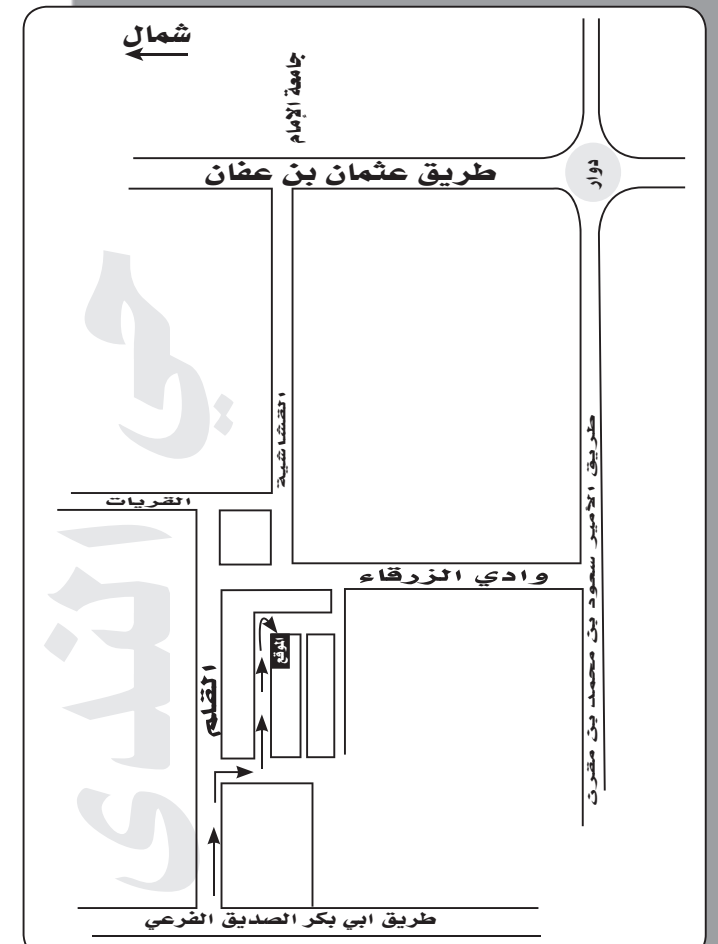 شمال
جامعة الإمام
طريق عثمان بن عفان
دوار
حي الندى
القشاشية
طريق الأمير سعود بن محمد بن مقرن
القريات
وادي الزرقاء
الموقع
القلم
طريق ابي بكر الصديق الفرعي